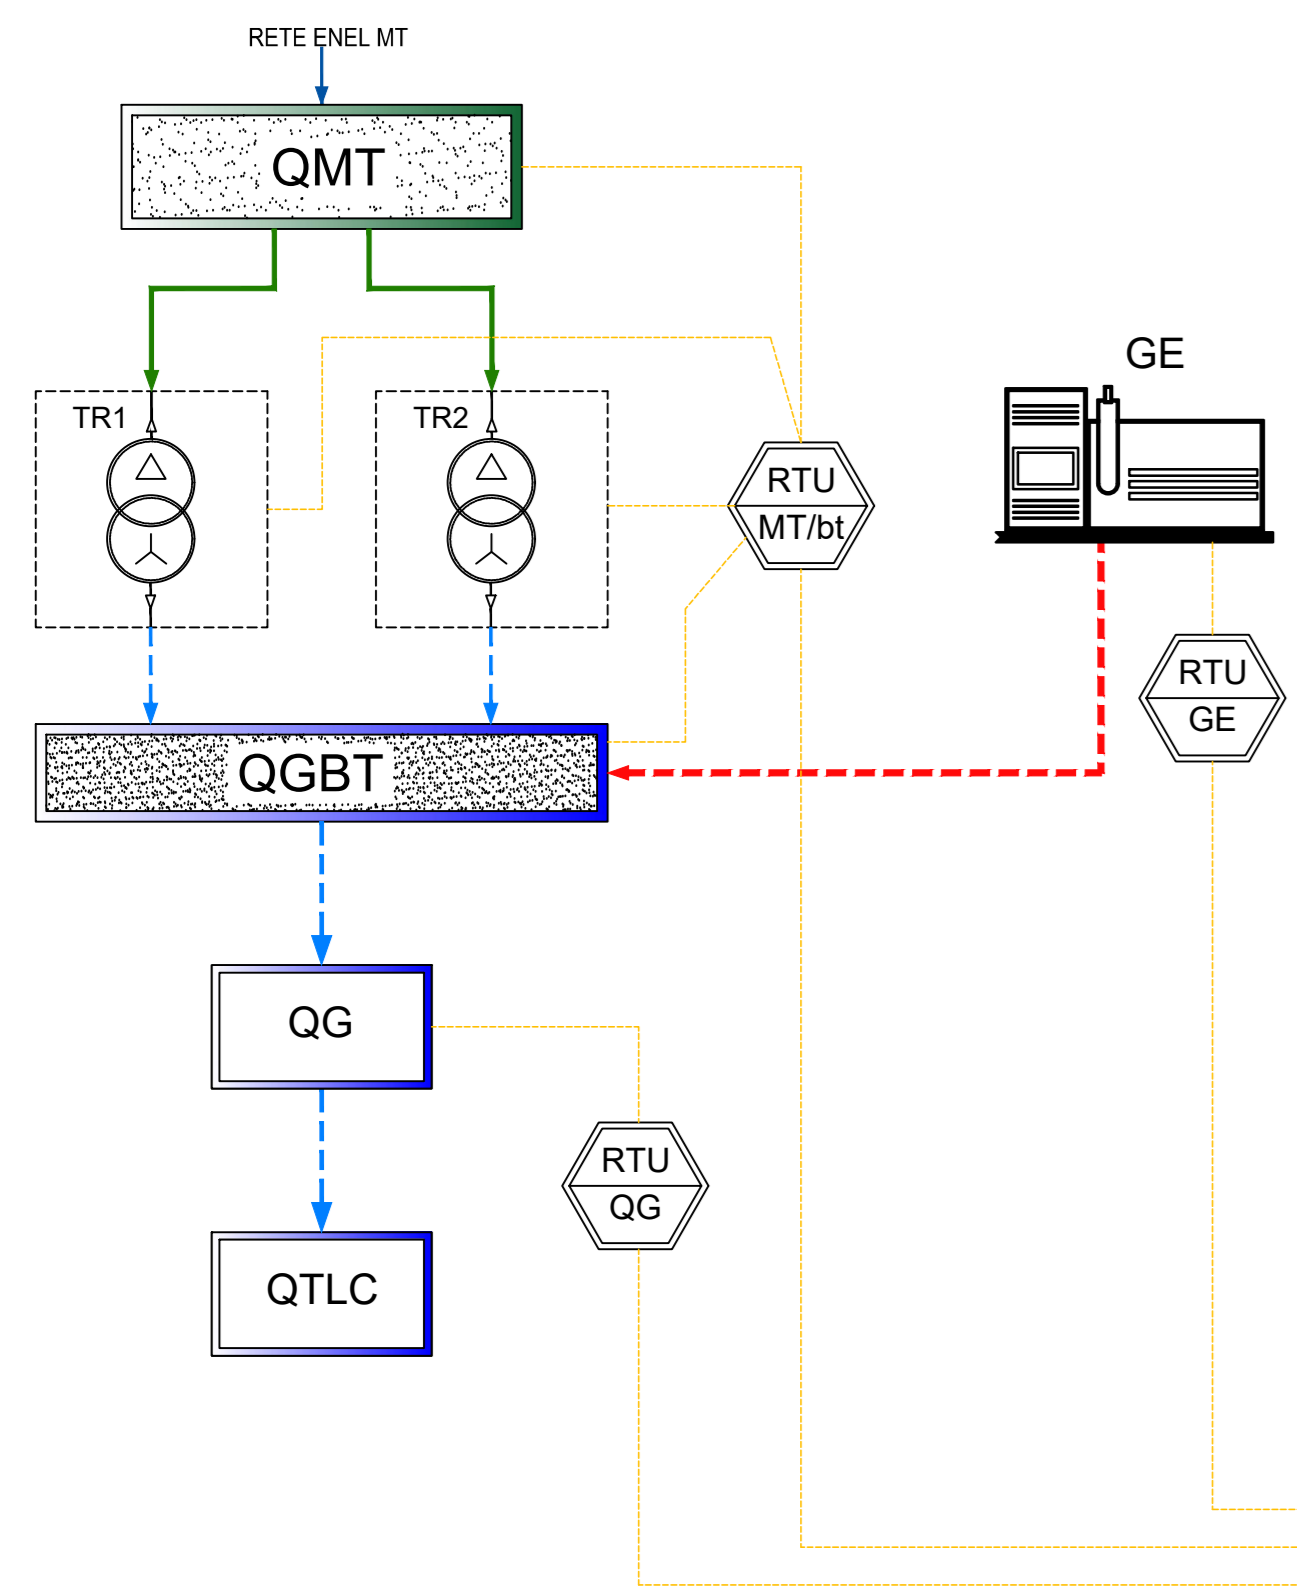 RETE ENEL MT
QMT
GE
TR1
TR2
RTU
MT/bt
RTU
GE
QGBT
QG
RTU
QG
QTLC